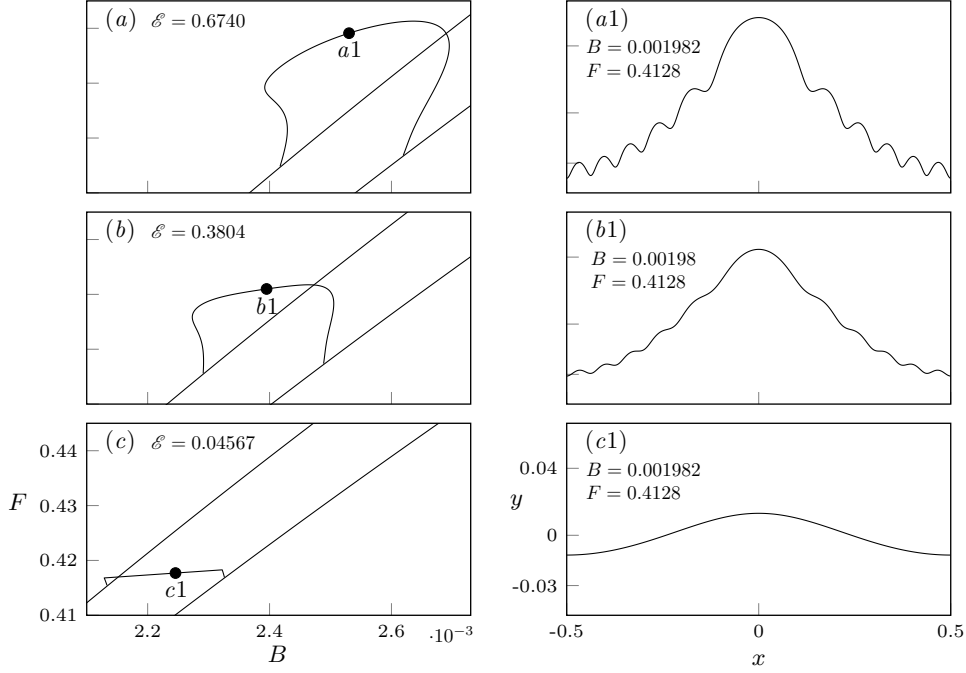 (a) ℰ = 0.6740
a1
(a1)
B = 0.001982
F = 0.4128
(b) ℰ = 0.3804
b1
(b1)
B = 0.00198
F = 0.4128
(c) ℰ = 0.04567
c1
0.44
0.43
0.42
0.41
F
2.2 2.4 2.6
·10⁻³
B
(c1)
B = 0.001982
F = 0.4128
0.04
0
-0.03
y
-0.5 0 0.5
x